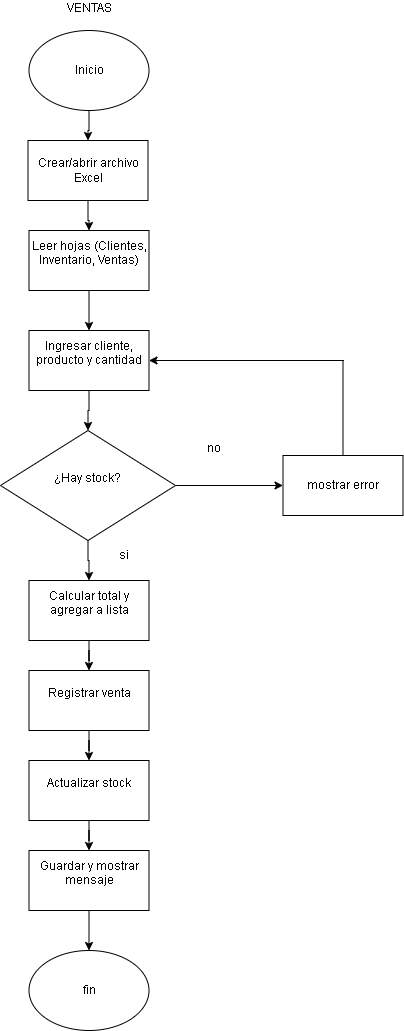 VENTAS
Inicio
Crear/abrir archivo
Excel
Leer hojas (Clientes,
Inventario, Ventas)
Ingresar cliente,
producto y cantidad
no
¿Hay stock?
mostrar error
si
Calcular total y
agregar a lista
Registrar venta
Actualizar stock
Guardar y mostrar
mensaje
fin